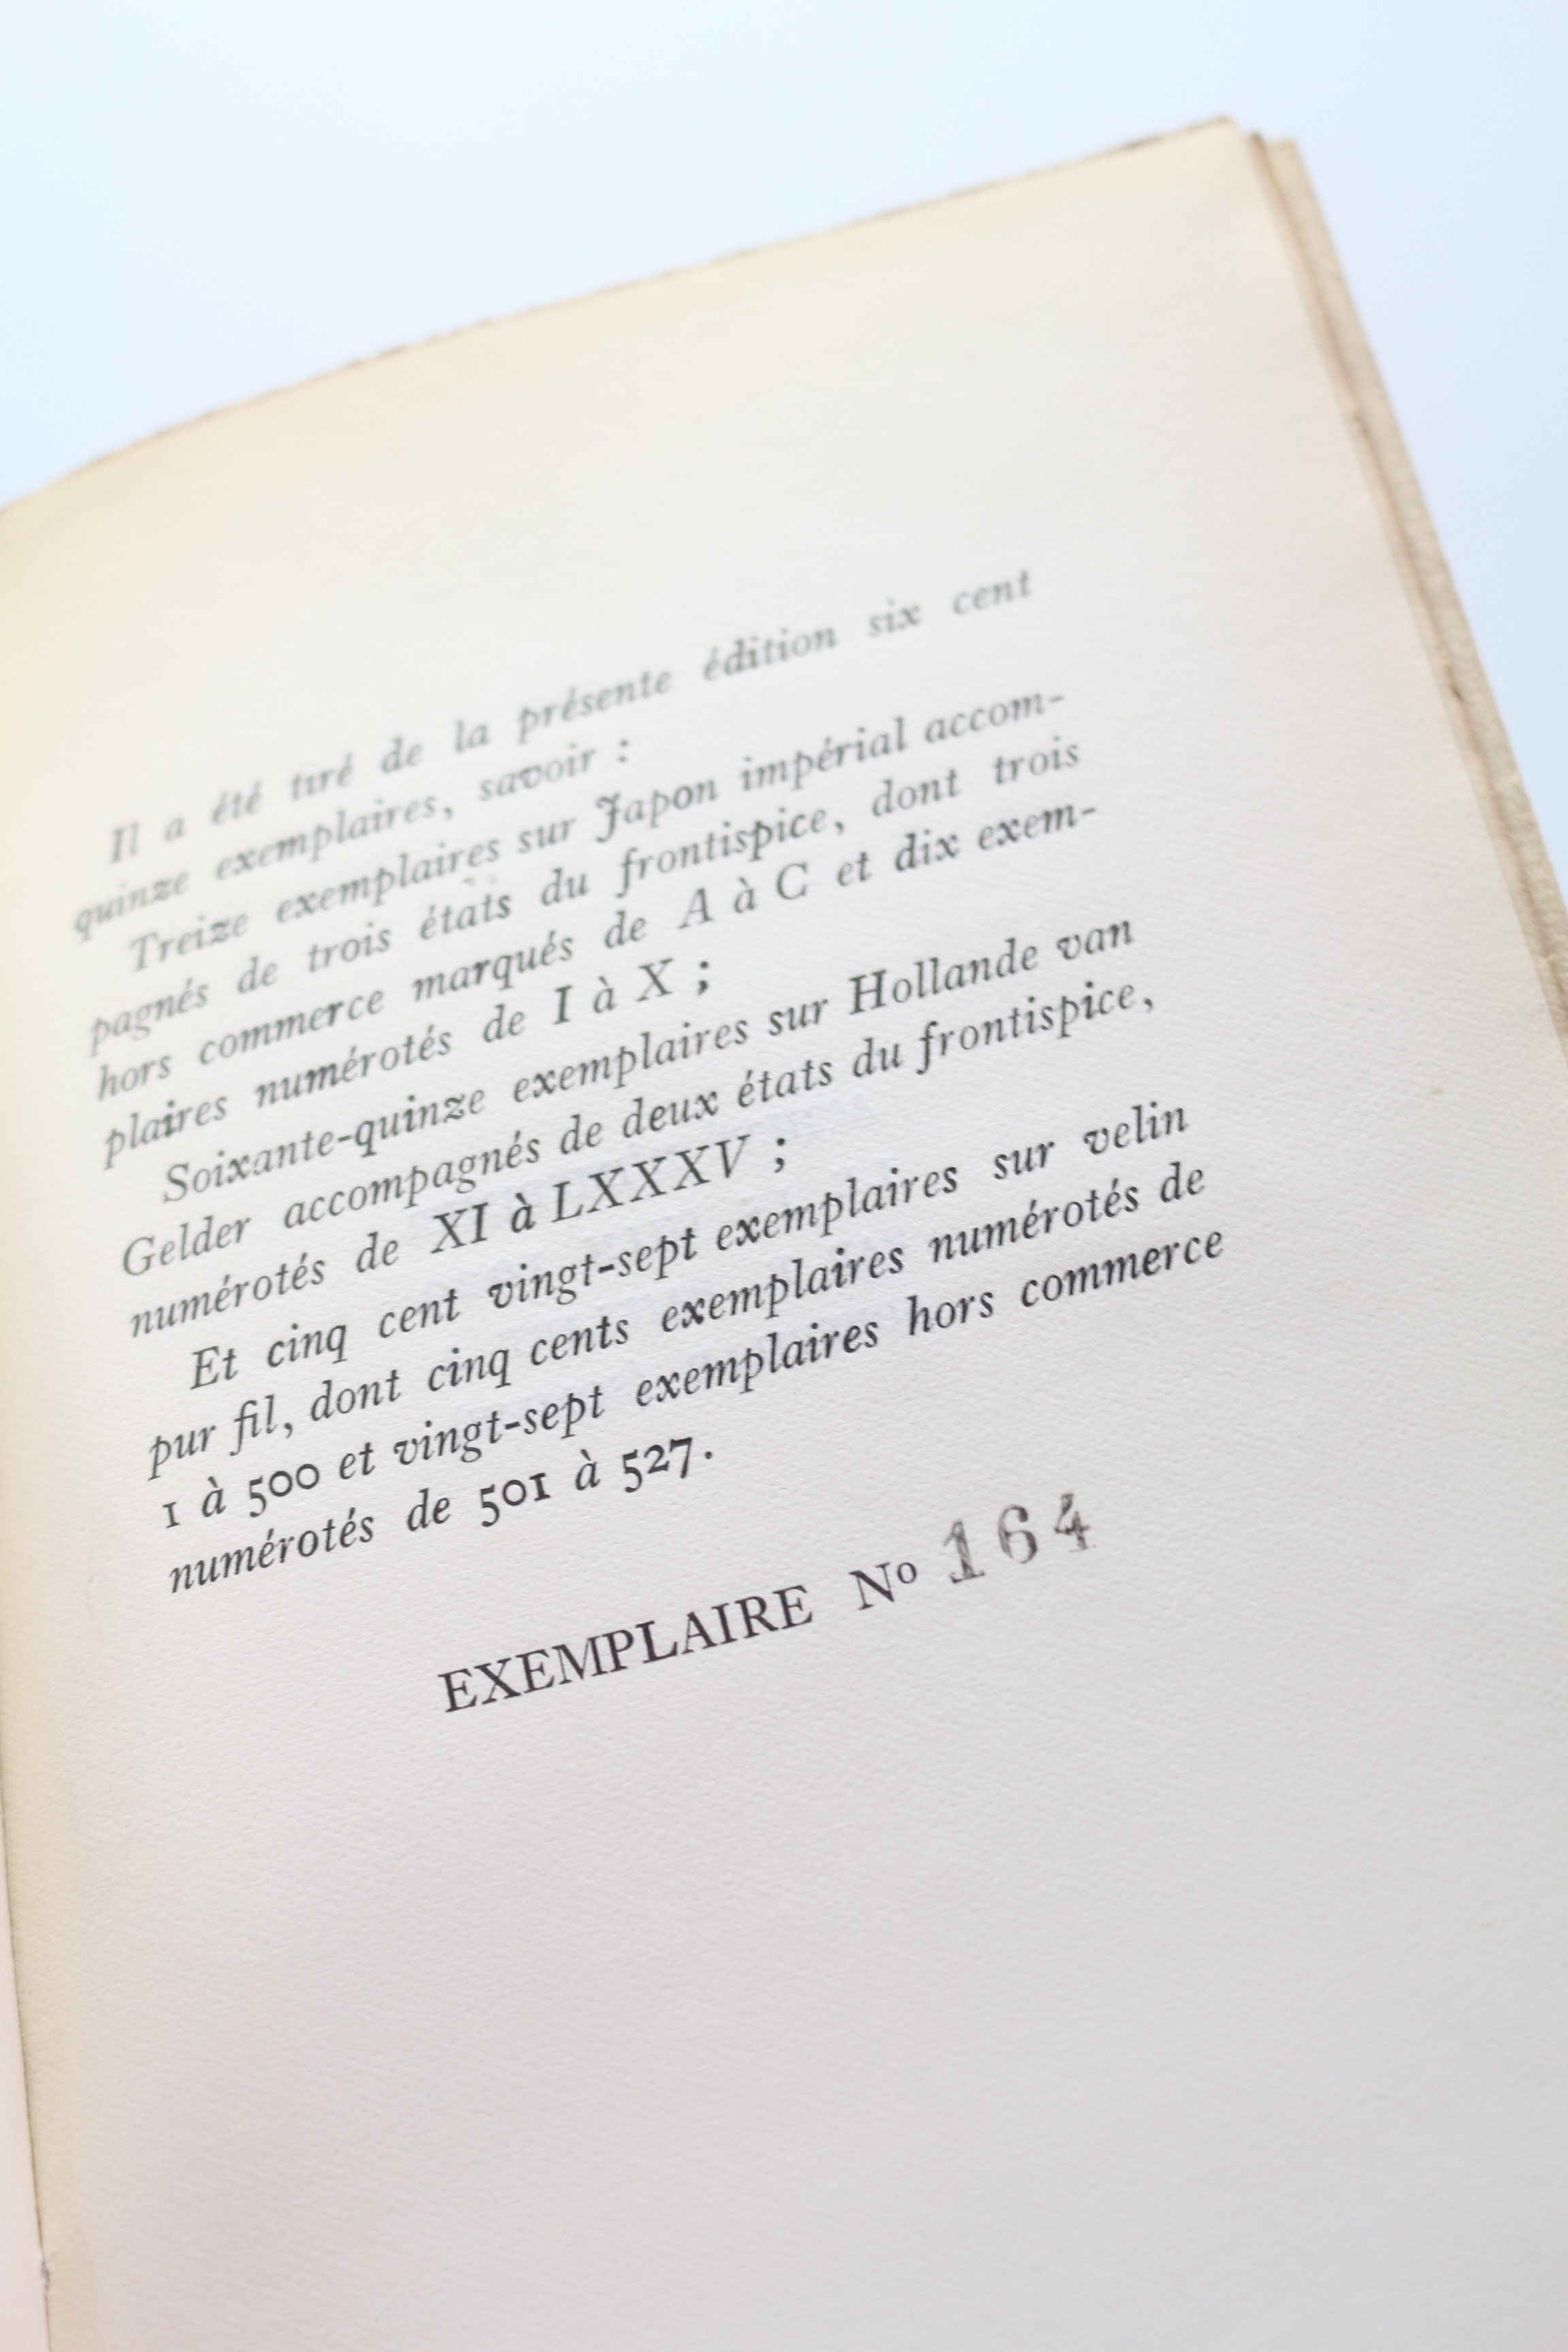 Il a été tiré de la présente édition six cent
quinze exemplaires, savoir :
Treize exemplaires sur Japon impérial accom-
pagnés de trois états du frontispice, dont trois
hors commerce marqués de A à C et dix exem-
plaires numérotés de I à X ;
Soixante-quinze exemplaires sur Hollande van
Gelder accompagnés de deux états du frontispice,
numérotés de XI à LXXXV ;
Et cinq cent vingt-sept exemplaires sur velin
pur fil, dont cinq cents exemplaires numérotés de
1 à 500 et vingt-sept exemplaires hors commerce
numérotés de 501 à 527.
EXEMPLAIRE Nº 164